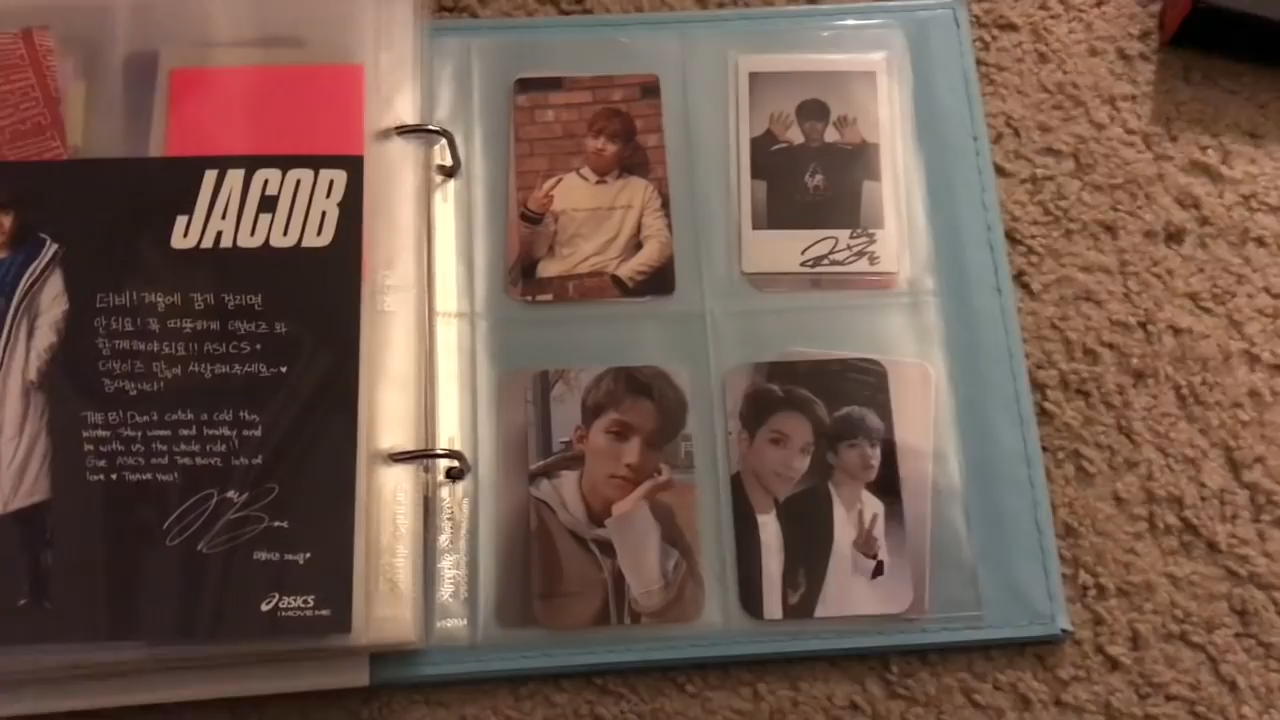 JACOB
더비! 겨울에 감기 걸리면
안되요! 꼭 따뜻하게 더보이즈 와
함께해야되요!! ASICS +
더보이즈 많이 사랑해주세요~♥
감사합니다!
THE B! Don't catch a cold this
winter. Stay warm and healthy and
be with us the whole ride!!
Give ASICS and THE BOYZ lots of
love ♥ THANK YOU!
asics
I MOVE ME
Simple Stories